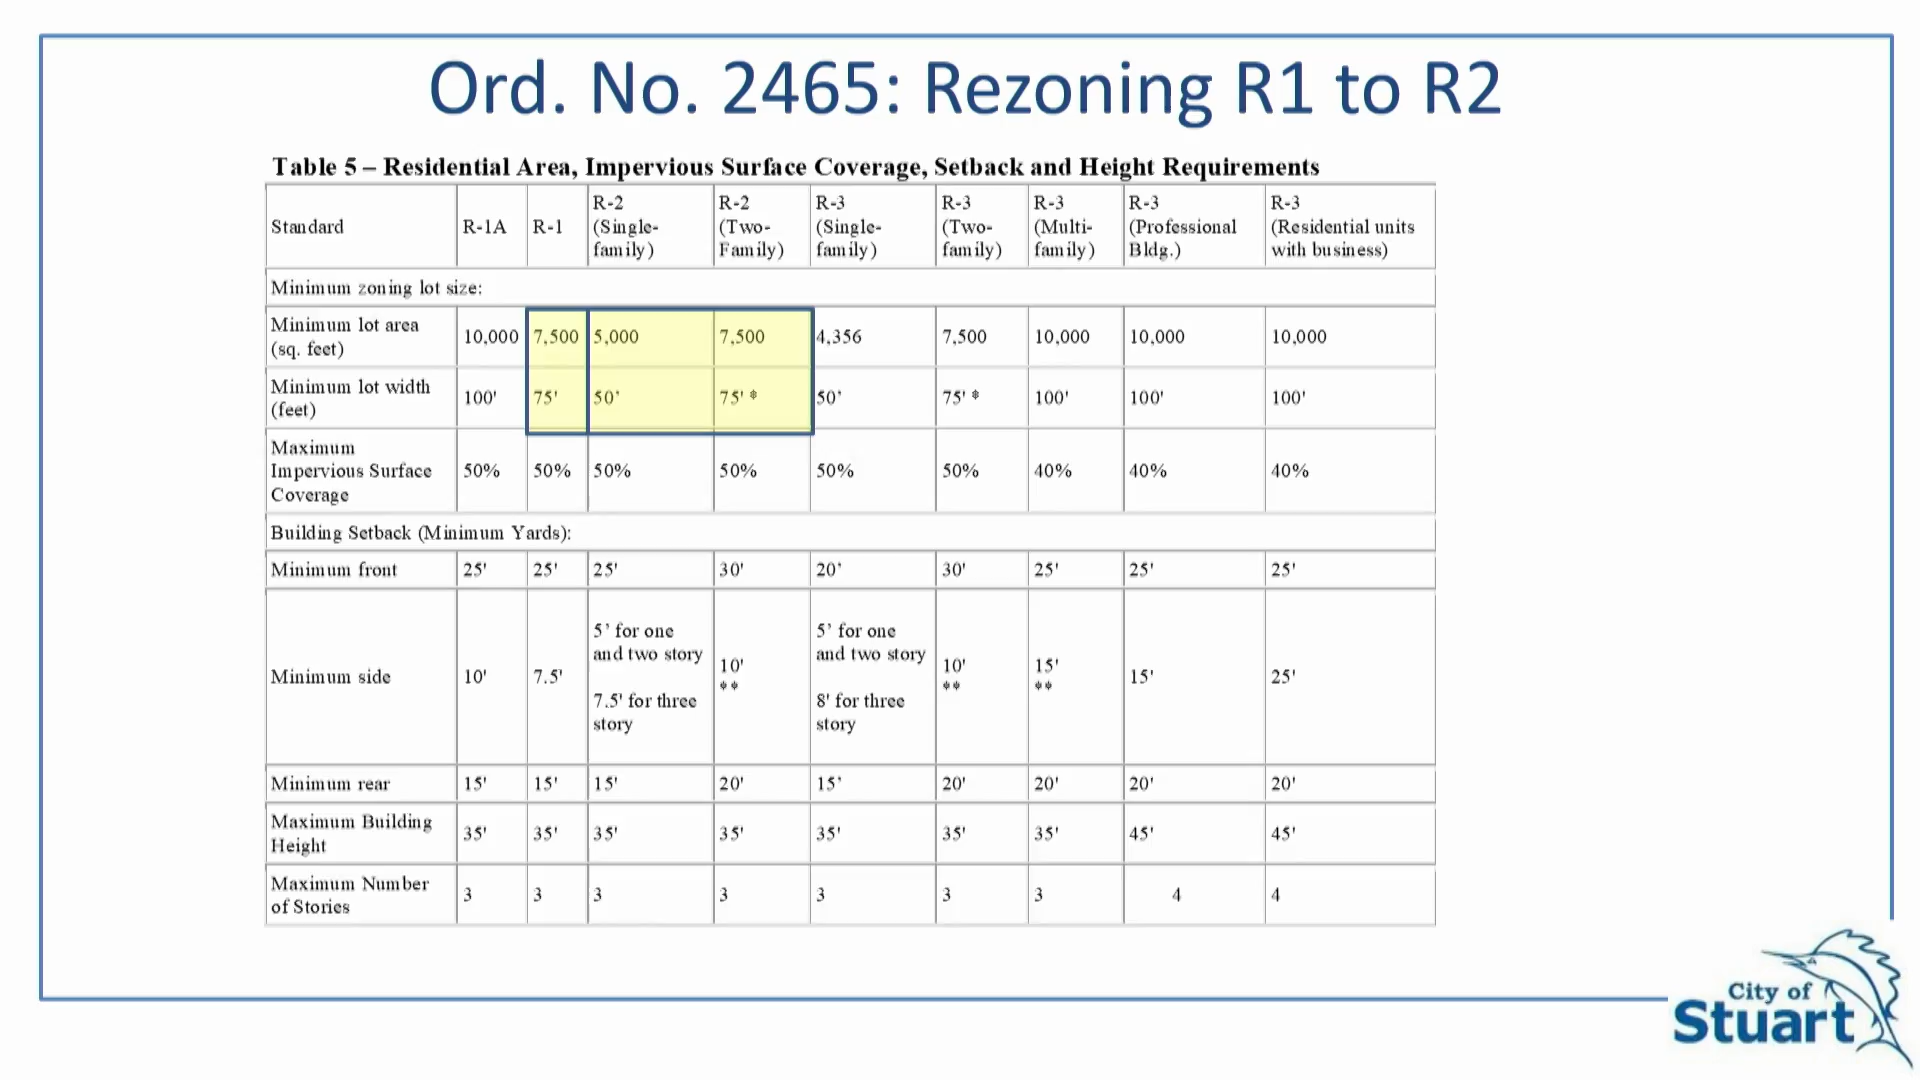 Ord. No. 2465: Rezoning R1 to R2
Table 5 – Residential Area, Impervious Surface Coverage, Setback and Height Requirements
Standard R-1A R-1 R-2 (Single-family) R-2 (Two-Family) R-3 (Single-family) R-3 (Two-family) R-3 (Multi-family) R-3 (Professional Bldg.) R-3 (Residential units with business)
Minimum zoning lot size:
Minimum lot area (sq. feet) 10,000 7,500 5,000 7,500 4,356 7,500 10,000 10,000 10,000
Minimum lot width (feet) 100' 75' 50' 75' * 50' 75' * 100' 100' 100'
Maximum Impervious Surface Coverage 50% 50% 50% 50% 50% 50% 40% 40% 40%
Building Setback (Minimum Yards):
Minimum front 25' 25' 25' 30' 20' 30' 25' 25' 25'
Minimum side 10' 7.5' 5’ for one and two story 7.5' for three story 10' ** 5’ for one and two story 8' for three story 10' ** 15' ** 15' 25'
Minimum rear 15' 15' 15' 20' 15' 20' 20' 20' 20'
Maximum Building Height 35' 35' 35' 35' 35' 35' 35' 45' 45'
Maximum Number of Stories 3 3 3 3 3 3 3 4 4
City of
Stuart